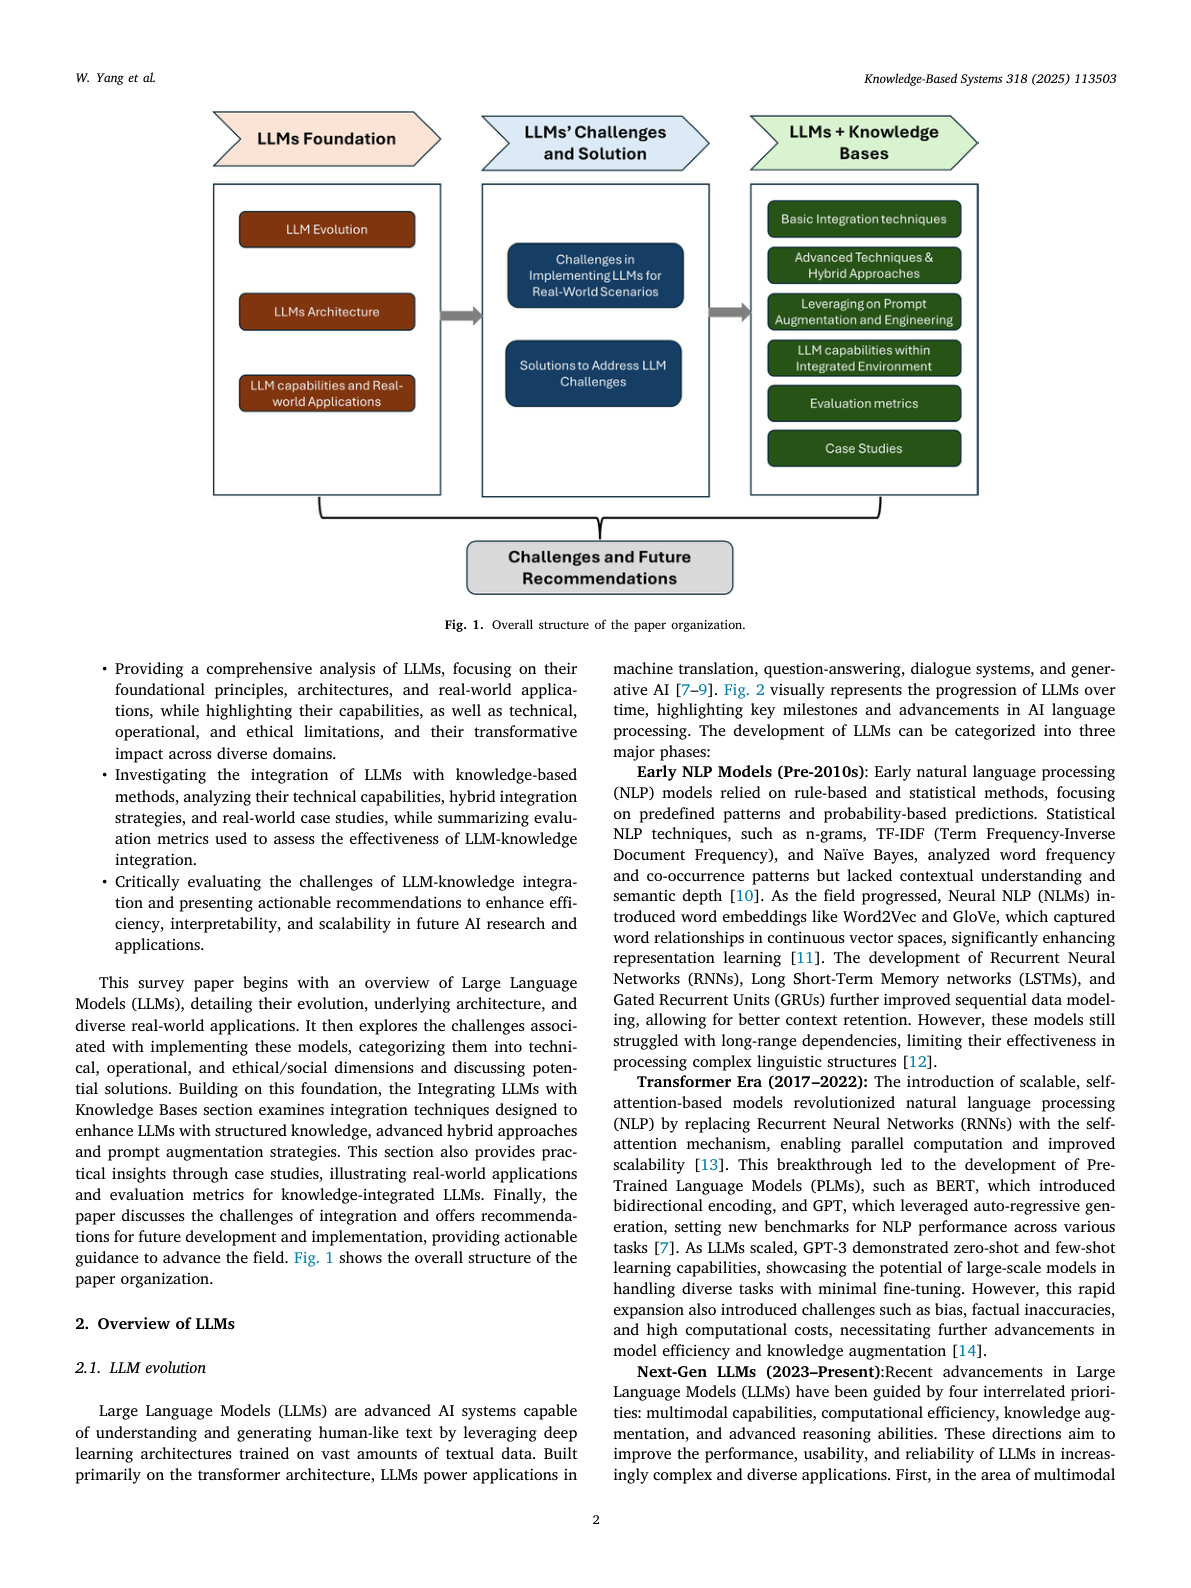 W. Yang et al.
Knowledge-Based Systems 318 (2025) 113503
LLMs Foundation
LLM Evolution
LLMs Architecture
LLM capabilities and Real-
world Applications
LLMs’ Challenges
and Solution
Challenges in
Implementing LLMs for
Real-World Scenarios
Solutions to Address LLM
Challenges
LLMs + Knowledge
Bases
Basic Integration techniques
Advanced Techniques &
Hybrid Approaches
Leveraging on Prompt
Augmentation and Engineering
LLM capabilities within
Integrated Environment
Evaluation metrics
Case Studies
Challenges and Future
Recommendations
Fig. 1. Overall structure of the paper organization.
• Providing a comprehensive analysis of LLMs, focusing on their
foundational principles, architectures, and real-world applica-
tions, while highlighting their capabilities, as well as technical,
operational, and ethical limitations, and their transformative
impact across diverse domains.
• Investigating the integration of LLMs with knowledge-based
methods, analyzing their technical capabilities, hybrid integration
strategies, and real-world case studies, while summarizing evalu-
ation metrics used to assess the effectiveness of LLM-knowledge
integration.
• Critically evaluating the challenges of LLM-knowledge integra-
tion and presenting actionable recommendations to enhance effi-
ciency, interpretability, and scalability in future AI research and
applications.
This survey paper begins with an overview of Large Language
Models (LLMs), detailing their evolution, underlying architecture, and
diverse real-world applications. It then explores the challenges associ-
ated with implementing these models, categorizing them into techni-
cal, operational, and ethical/social dimensions and discussing poten-
tial solutions. Building on this foundation, the Integrating LLMs with
Knowledge Bases section examines integration techniques designed to
enhance LLMs with structured knowledge, advanced hybrid approaches
and prompt augmentation strategies. This section also provides prac-
tical insights through case studies, illustrating real-world applications
and evaluation metrics for knowledge-integrated LLMs. Finally, the
paper discusses the challenges of integration and offers recommenda-
tions for future development and implementation, providing actionable
guidance to advance the field. Fig. 1 shows the overall structure of the
paper organization.
2. Overview of LLMs
2.1. LLM evolution
Large Language Models (LLMs) are advanced AI systems capable
of understanding and generating human-like text by leveraging deep
learning architectures trained on vast amounts of textual data. Built
primarily on the transformer architecture, LLMs power applications in
machine translation, question-answering, dialogue systems, and gener-
ative AI [7–9]. Fig. 2 visually represents the progression of LLMs over
time, highlighting key milestones and advancements in AI language
processing. The development of LLMs can be categorized into three
major phases:
Early NLP Models (Pre-2010s): Early natural language processing
(NLP) models relied on rule-based and statistical methods, focusing
on predefined patterns and probability-based predictions. Statistical
NLP techniques, such as n-grams, TF-IDF (Term Frequency-Inverse
Document Frequency), and Naïve Bayes, analyzed word frequency
and co-occurrence patterns but lacked contextual understanding and
semantic depth [10]. As the field progressed, Neural NLP (NLMs) in-
troduced word embeddings like Word2Vec and GloVe, which captured
word relationships in continuous vector spaces, significantly enhancing
representation learning [11]. The development of Recurrent Neural
Networks (RNNs), Long Short-Term Memory networks (LSTMs), and
Gated Recurrent Units (GRUs) further improved sequential data model-
ing, allowing for better context retention. However, these models still
struggled with long-range dependencies, limiting their effectiveness in
processing complex linguistic structures [12].
Transformer Era (2017–2022): The introduction of scalable, self-
attention-based models revolutionized natural language processing
(NLP) by replacing Recurrent Neural Networks (RNNs) with the self-
attention mechanism, enabling parallel computation and improved
scalability [13]. This breakthrough led to the development of Pre-
Trained Language Models (PLMs), such as BERT, which introduced
bidirectional encoding, and GPT, which leveraged auto-regressive gen-
eration, setting new benchmarks for NLP performance across various
tasks [7]. As LLMs scaled, GPT-3 demonstrated zero-shot and few-shot
learning capabilities, showcasing the potential of large-scale models in
handling diverse tasks with minimal fine-tuning. However, this rapid
expansion also introduced challenges such as bias, factual inaccuracies,
and high computational costs, necessitating further advancements in
model efficiency and knowledge augmentation [14].
Next-Gen LLMs (2023–Present):Recent advancements in Large
Language Models (LLMs) have been guided by four interrelated priori-
ties: multimodal capabilities, computational efficiency, knowledge aug-
mentation, and advanced reasoning abilities. These directions aim to
improve the performance, usability, and reliability of LLMs in increas-
ingly complex and diverse applications. First, in the area of multimodal
2